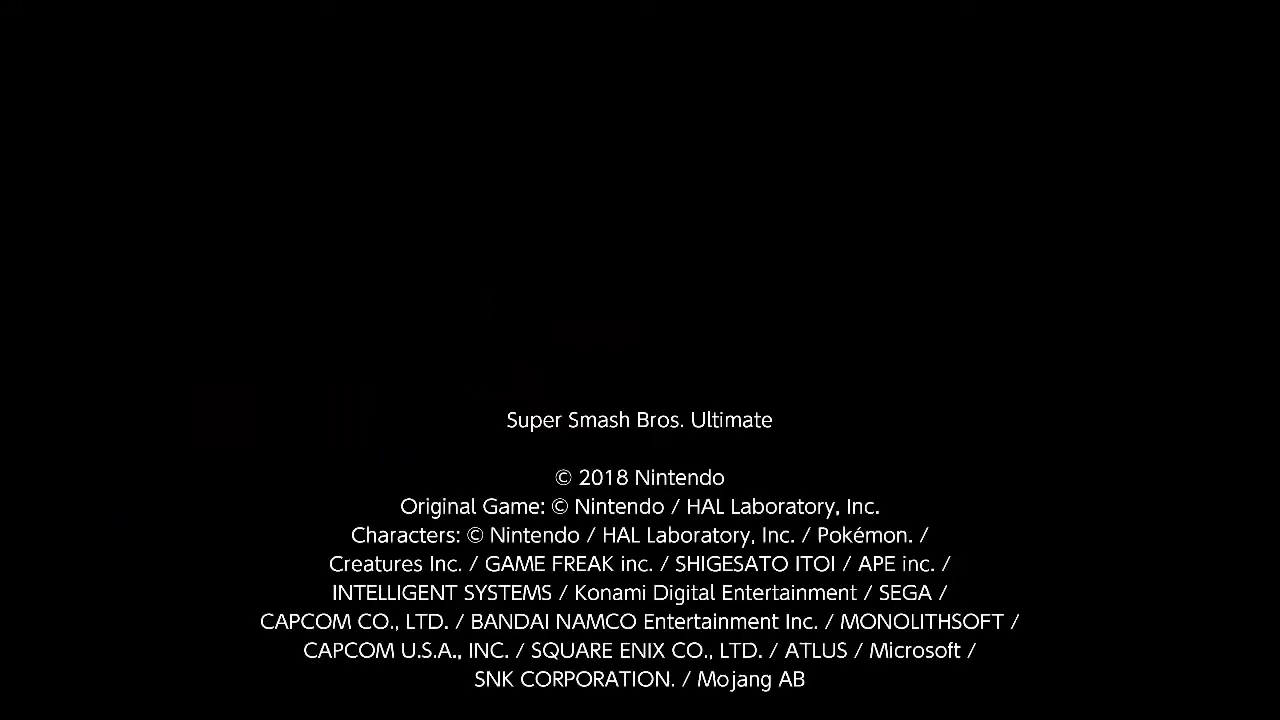 Super Smash Bros. Ultimate
© 2018 Nintendo
Original Game: © Nintendo / HAL Laboratory, Inc.
Characters: © Nintendo / HAL Laboratory, Inc. / Pokémon. /
Creatures Inc. / GAME FREAK inc. / SHIGESATO ITOI / APE inc. /
INTELLIGENT SYSTEMS / Konami Digital Entertainment / SEGA /
CAPCOM CO., LTD. / BANDAI NAMCO Entertainment Inc. / MONOLITHSOFT /
CAPCOM U.S.A., INC. / SQUARE ENIX CO., LTD. / ATLUS / Microsoft /
SNK CORPORATION. / Mojang AB